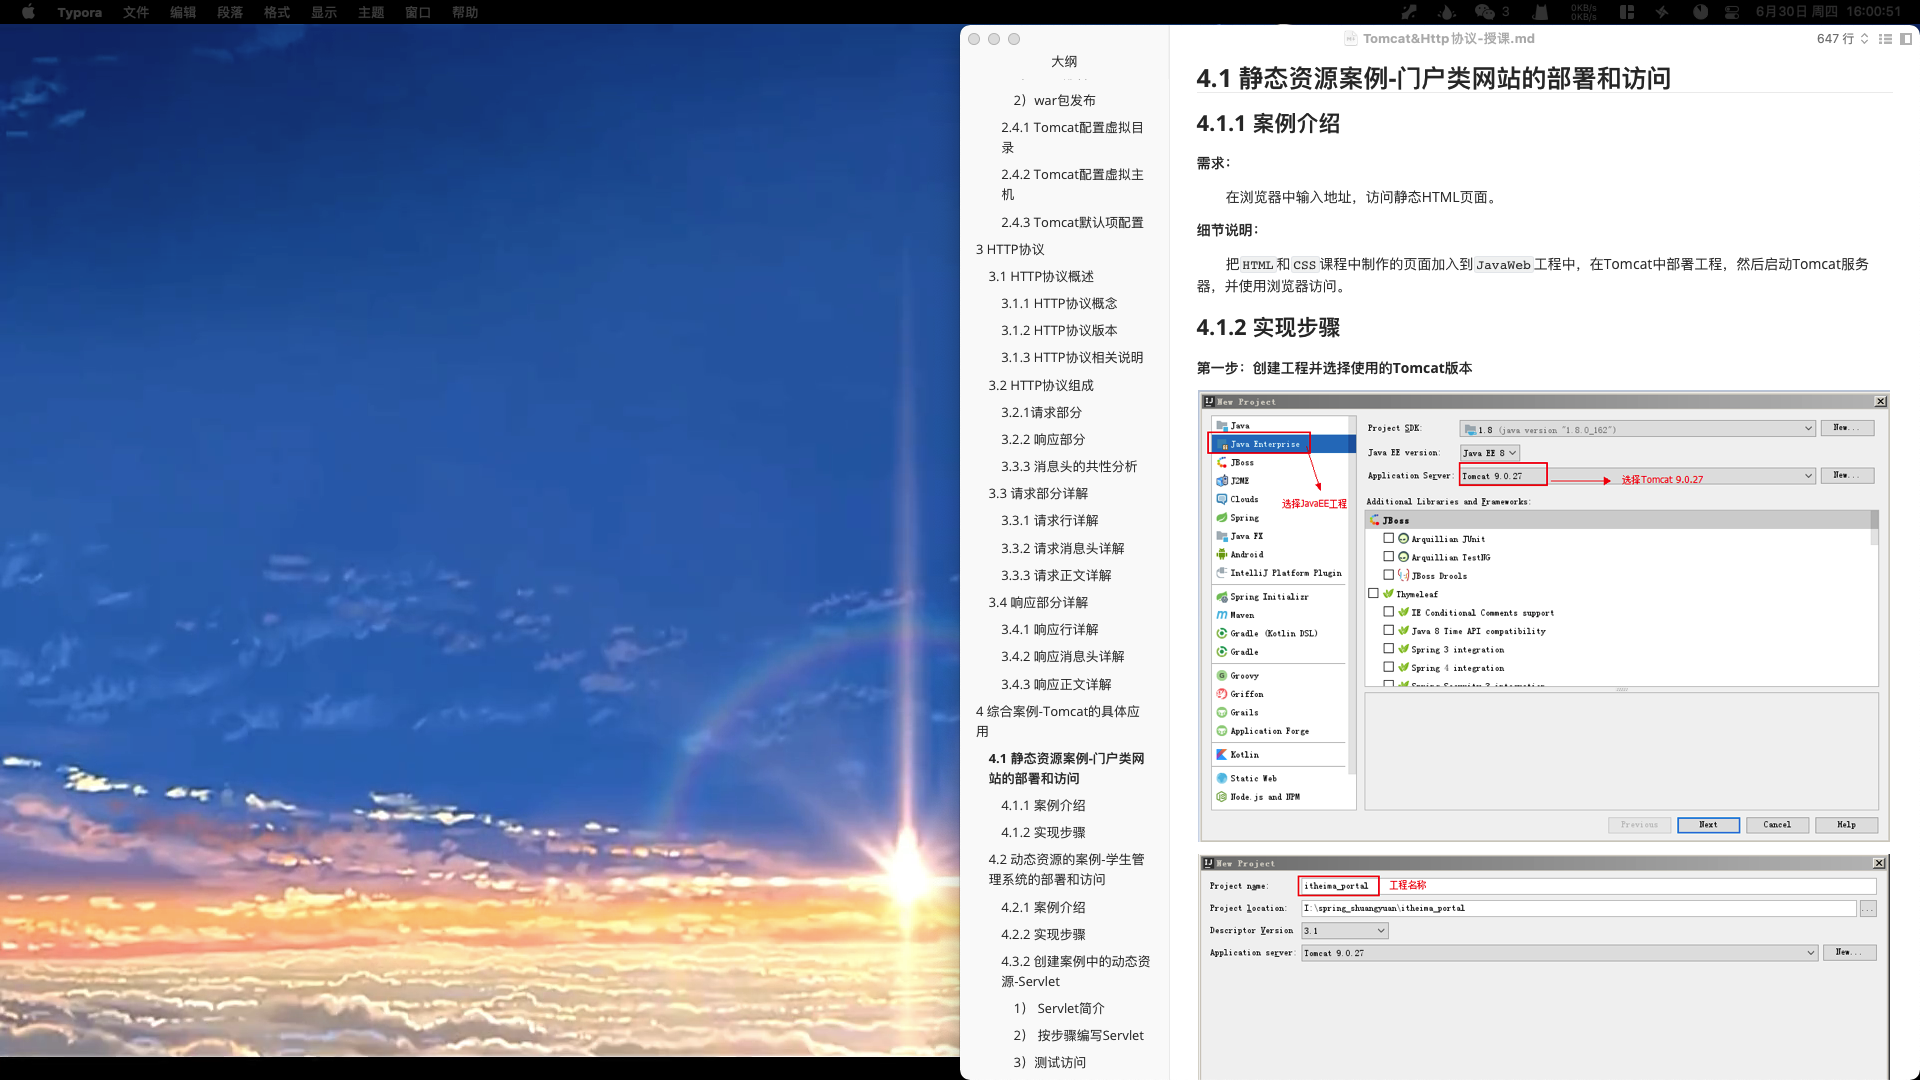 Typora 文件 编辑 段落 格式 显示 主题 窗口 帮助
3 0KB/s 0KB/s 6月30日 周四 16:00:51
Tomcat&Http协议-授课.md
647 行
大纲
2）war包发布
2.4.1 Tomcat配置虚拟目
录
2.4.2 Tomcat配置虚拟主
机
2.4.3 Tomcat默认项配置
3 HTTP协议
3.1 HTTP协议概述
3.1.1 HTTP协议概念
3.1.2 HTTP协议版本
3.1.3 HTTP协议相关说明
3.2 HTTP协议组成
3.2.1请求部分
3.2.2 响应部分
3.3.3 消息头的共性分析
3.3 请求部分详解
3.3.1 请求行详解
3.3.2 请求消息头详解
3.3.3 请求正文详解
3.4 响应部分详解
3.4.1 响应行详解
3.4.2 响应消息头详解
3.4.3 响应正文详解
4 综合案例-Tomcat的具体应
用
4.1 静态资源案例-门户类网
站的部署和访问
4.1.1 案例介绍
4.1.2 实现步骤
4.2 动态资源的案例-学生管
理系统的部署和访问
4.2.1 案例介绍
4.2.2 实现步骤
4.3.2 创建案例中的动态资
源-Servlet
1） Servlet简介
2） 按步骤编写Servlet
3）测试访问
4.1 静态资源案例-门户类网站的部署和访问
4.1.1 案例介绍
需求：
在浏览器中输入地址，访问静态HTML页面。
细节说明：
把HTML和CSS课程中制作的页面加入到JavaWeb工程中，在Tomcat中部署工程，然后启动Tomcat服务
器，并使用浏览器访问。
4.1.2 实现步骤
第一步：创建工程并选择使用的Tomcat版本
New Project
Java
Java Enterprise
JBoss
J2ME
Clouds
Spring
Java FX
Android
IntelliJ Platform Plugin
Spring Initializr
Maven
Gradle (Kotlin DSL)
Gradle
Groovy
Griffon
Grails
Application Forge
Kotlin
Static Web
Node.js and NPM
选择JavaEE工程
Project SDK: 1.8 (java version "1.8.0_162") New...
Java EE version: Java EE 8
Application Server: Tomcat 9.0.27 选择Tomcat 9.0.27 New...
Additional Libraries and Frameworks:
JBoss
Arquillian JUnit
Arquillian TestNG
JBoss Drools
Thymeleaf
IE Conditional Comments support
Java 8 Time API compatibility
Spring 3 integration
Spring 4 integration
Spring Security 3 integration
Previous Next Cancel Help
New Project
Project name: itheima_portal 工程名称
Project location: I:\spring_shuangyuan\itheima_portal ...
Descriptor Version 3.1
Application server: Tomcat 9.0.27 New...